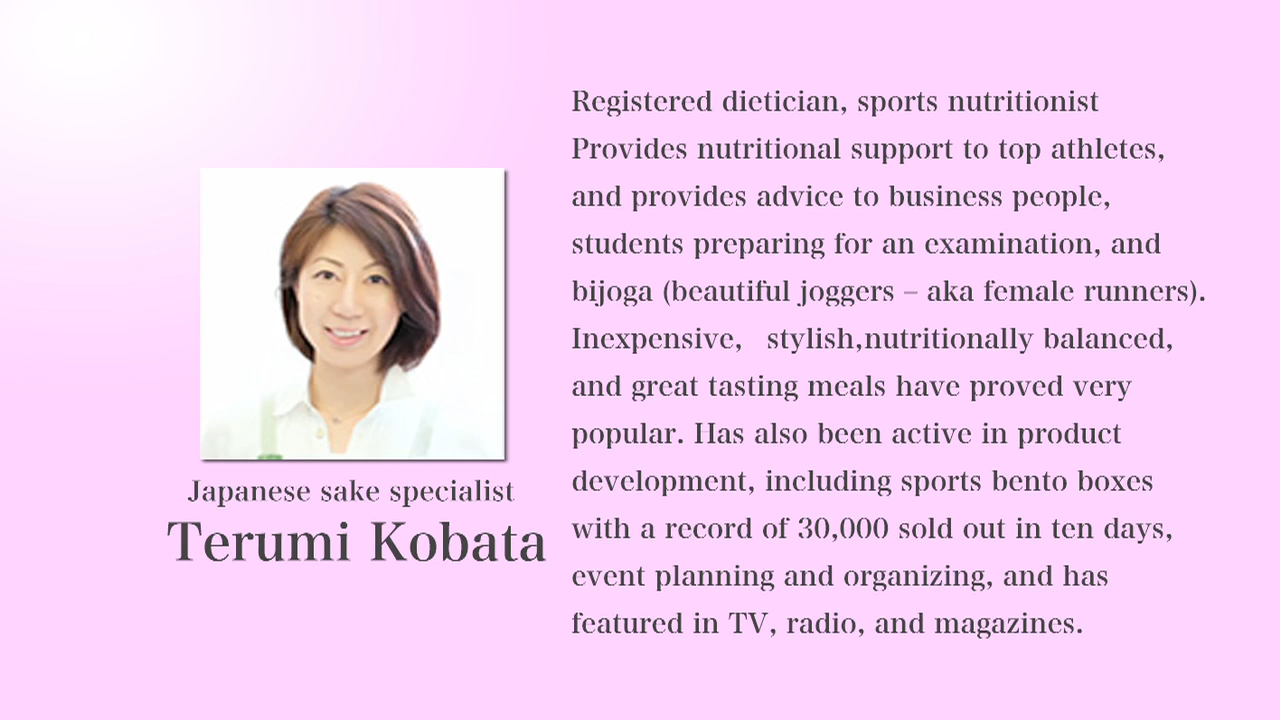 Japanese sake specialist
Terumi Kobata
Registered dietician, sports nutritionist
Provides nutritional support to top athletes,
and provides advice to business people,
students preparing for an examination, and
bijoga (beautiful joggers – aka female runners).
Inexpensive,  stylish,nutritionally balanced,
and great tasting meals have proved very
popular. Has also been active in product
development, including sports bento boxes
with a record of 30,000 sold out in ten days,
event planning and organizing, and has
featured in TV, radio, and magazines.